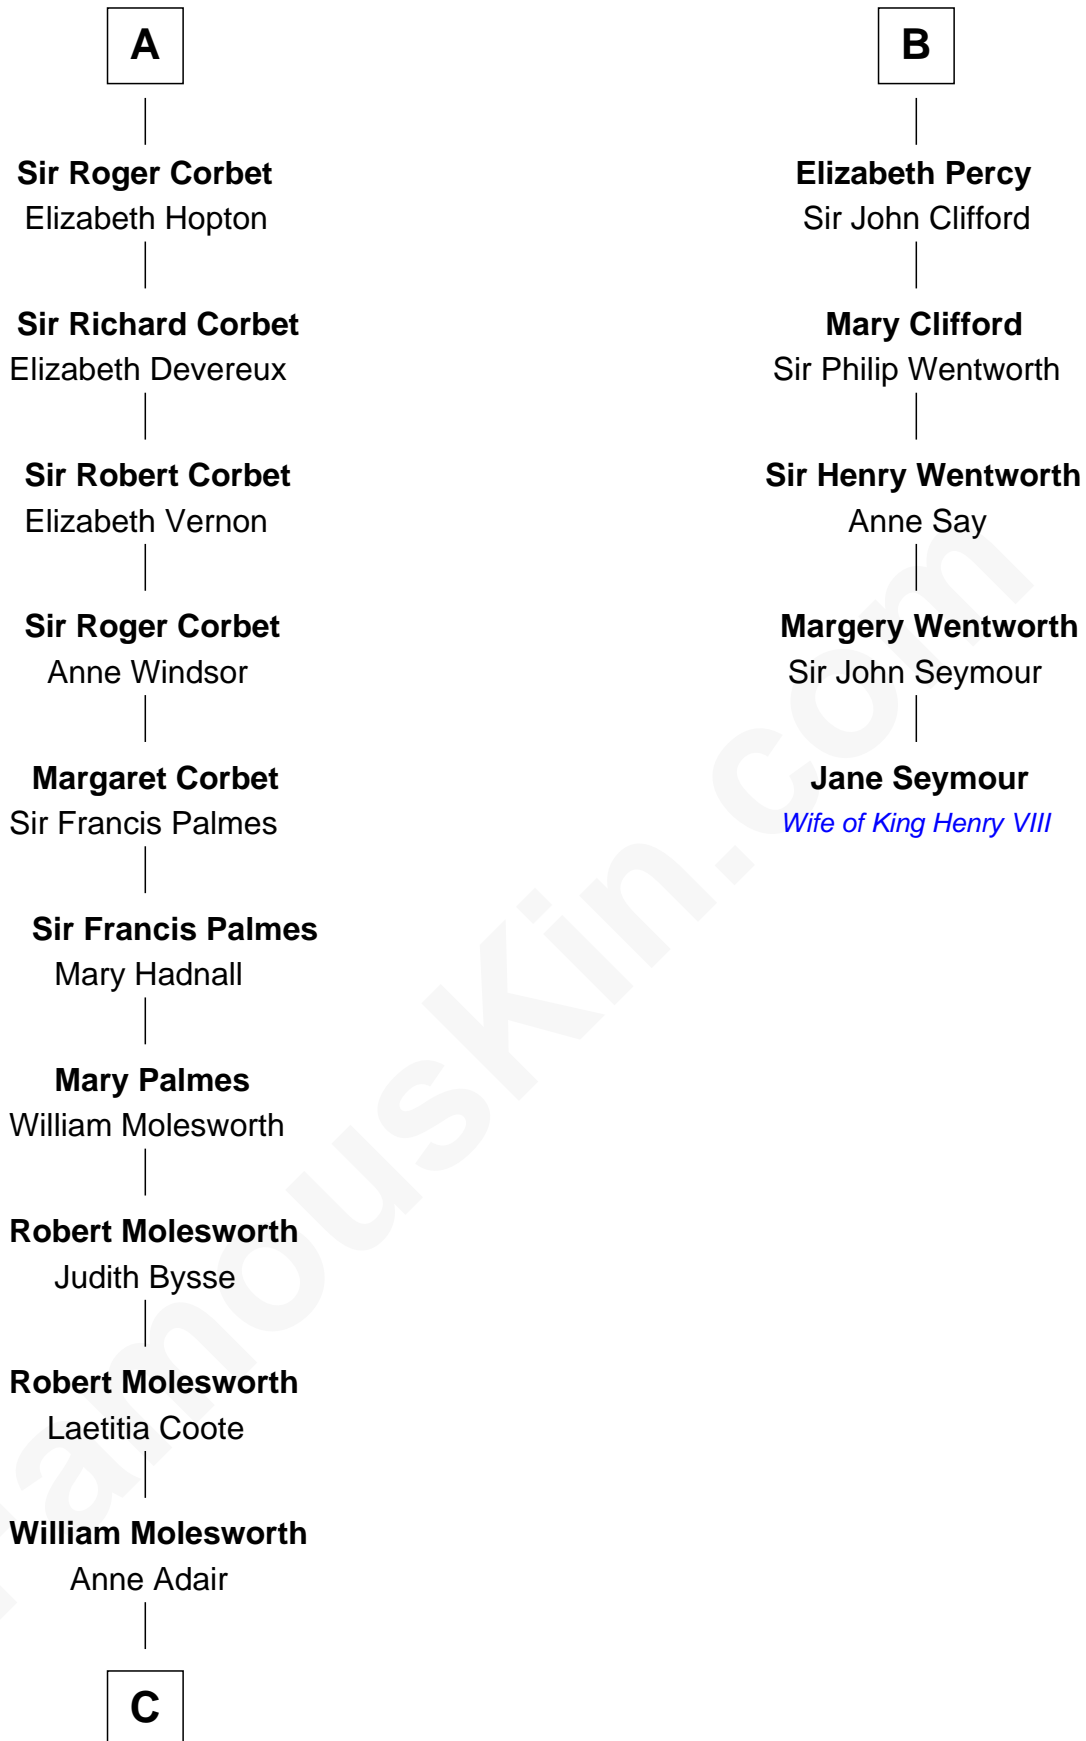 A
Sir Roger Corbet
Elizabeth Hopton
Sir Richard Corbet
Elizabeth Devereux
Sir Robert Corbet
Elizabeth Vernon
Sir Roger Corbet
Anne Windsor
Margaret Corbet
Sir Francis Palmes
Sir Francis Palmes
Mary Hadnall
Mary Palmes
William Molesworth
Robert Molesworth
Judith Bysse
Robert Molesworth
Laetitia Coote
William Molesworth
Anne Adair
C
B
Elizabeth Percy
Sir John Clifford
Mary Clifford
Sir Philip Wentworth
Sir Henry Wentworth
Anne Say
Margery Wentworth
Sir John Seymour
Jane Seymour
Wife of King Henry VIII
FamousKin.com